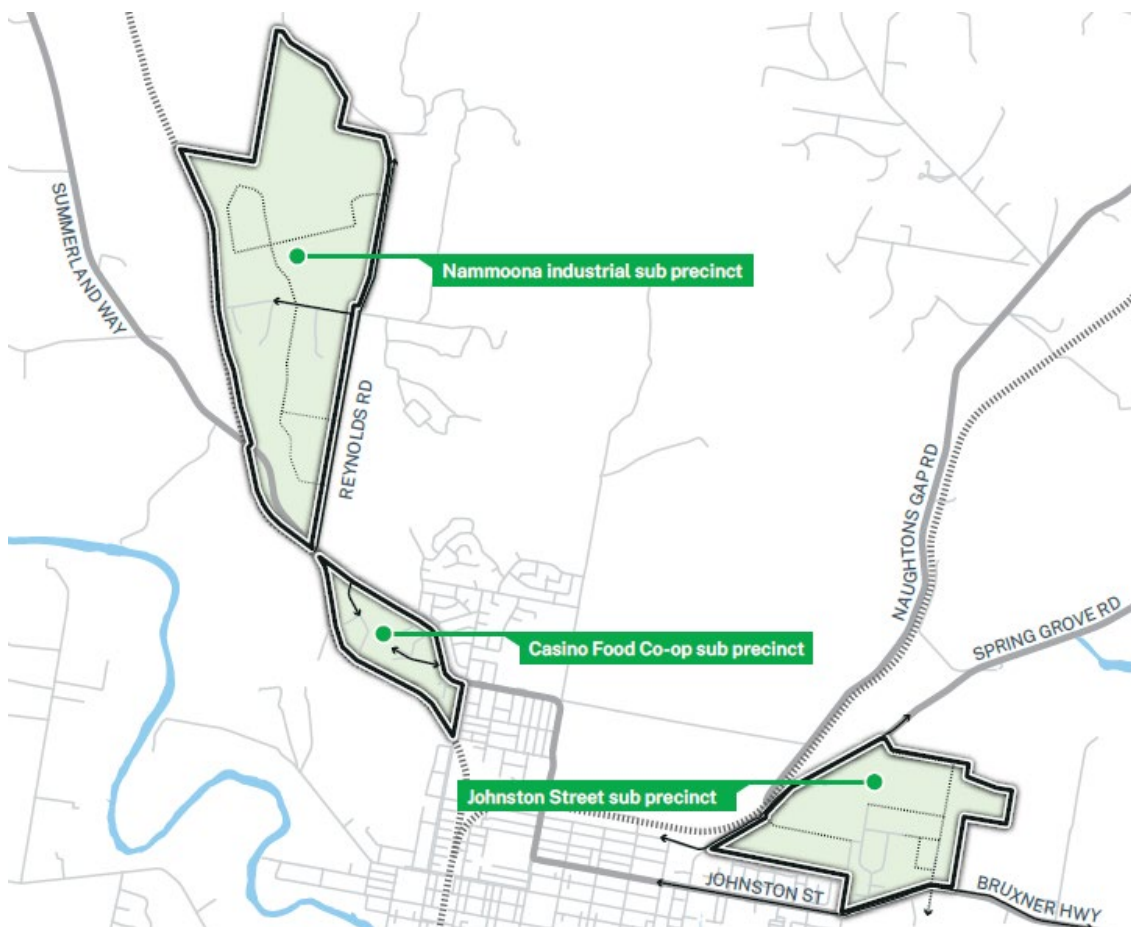 SUMMERLAND WAY
Nammoona industrial sub precinct
REYNOLDS RD
NAUGHTONS GAP RD
SPRING GROVE RD
Casino Food Co-op sub precinct
Johnston Street sub precinct
JOHNSTON ST
BRUXNER HWY